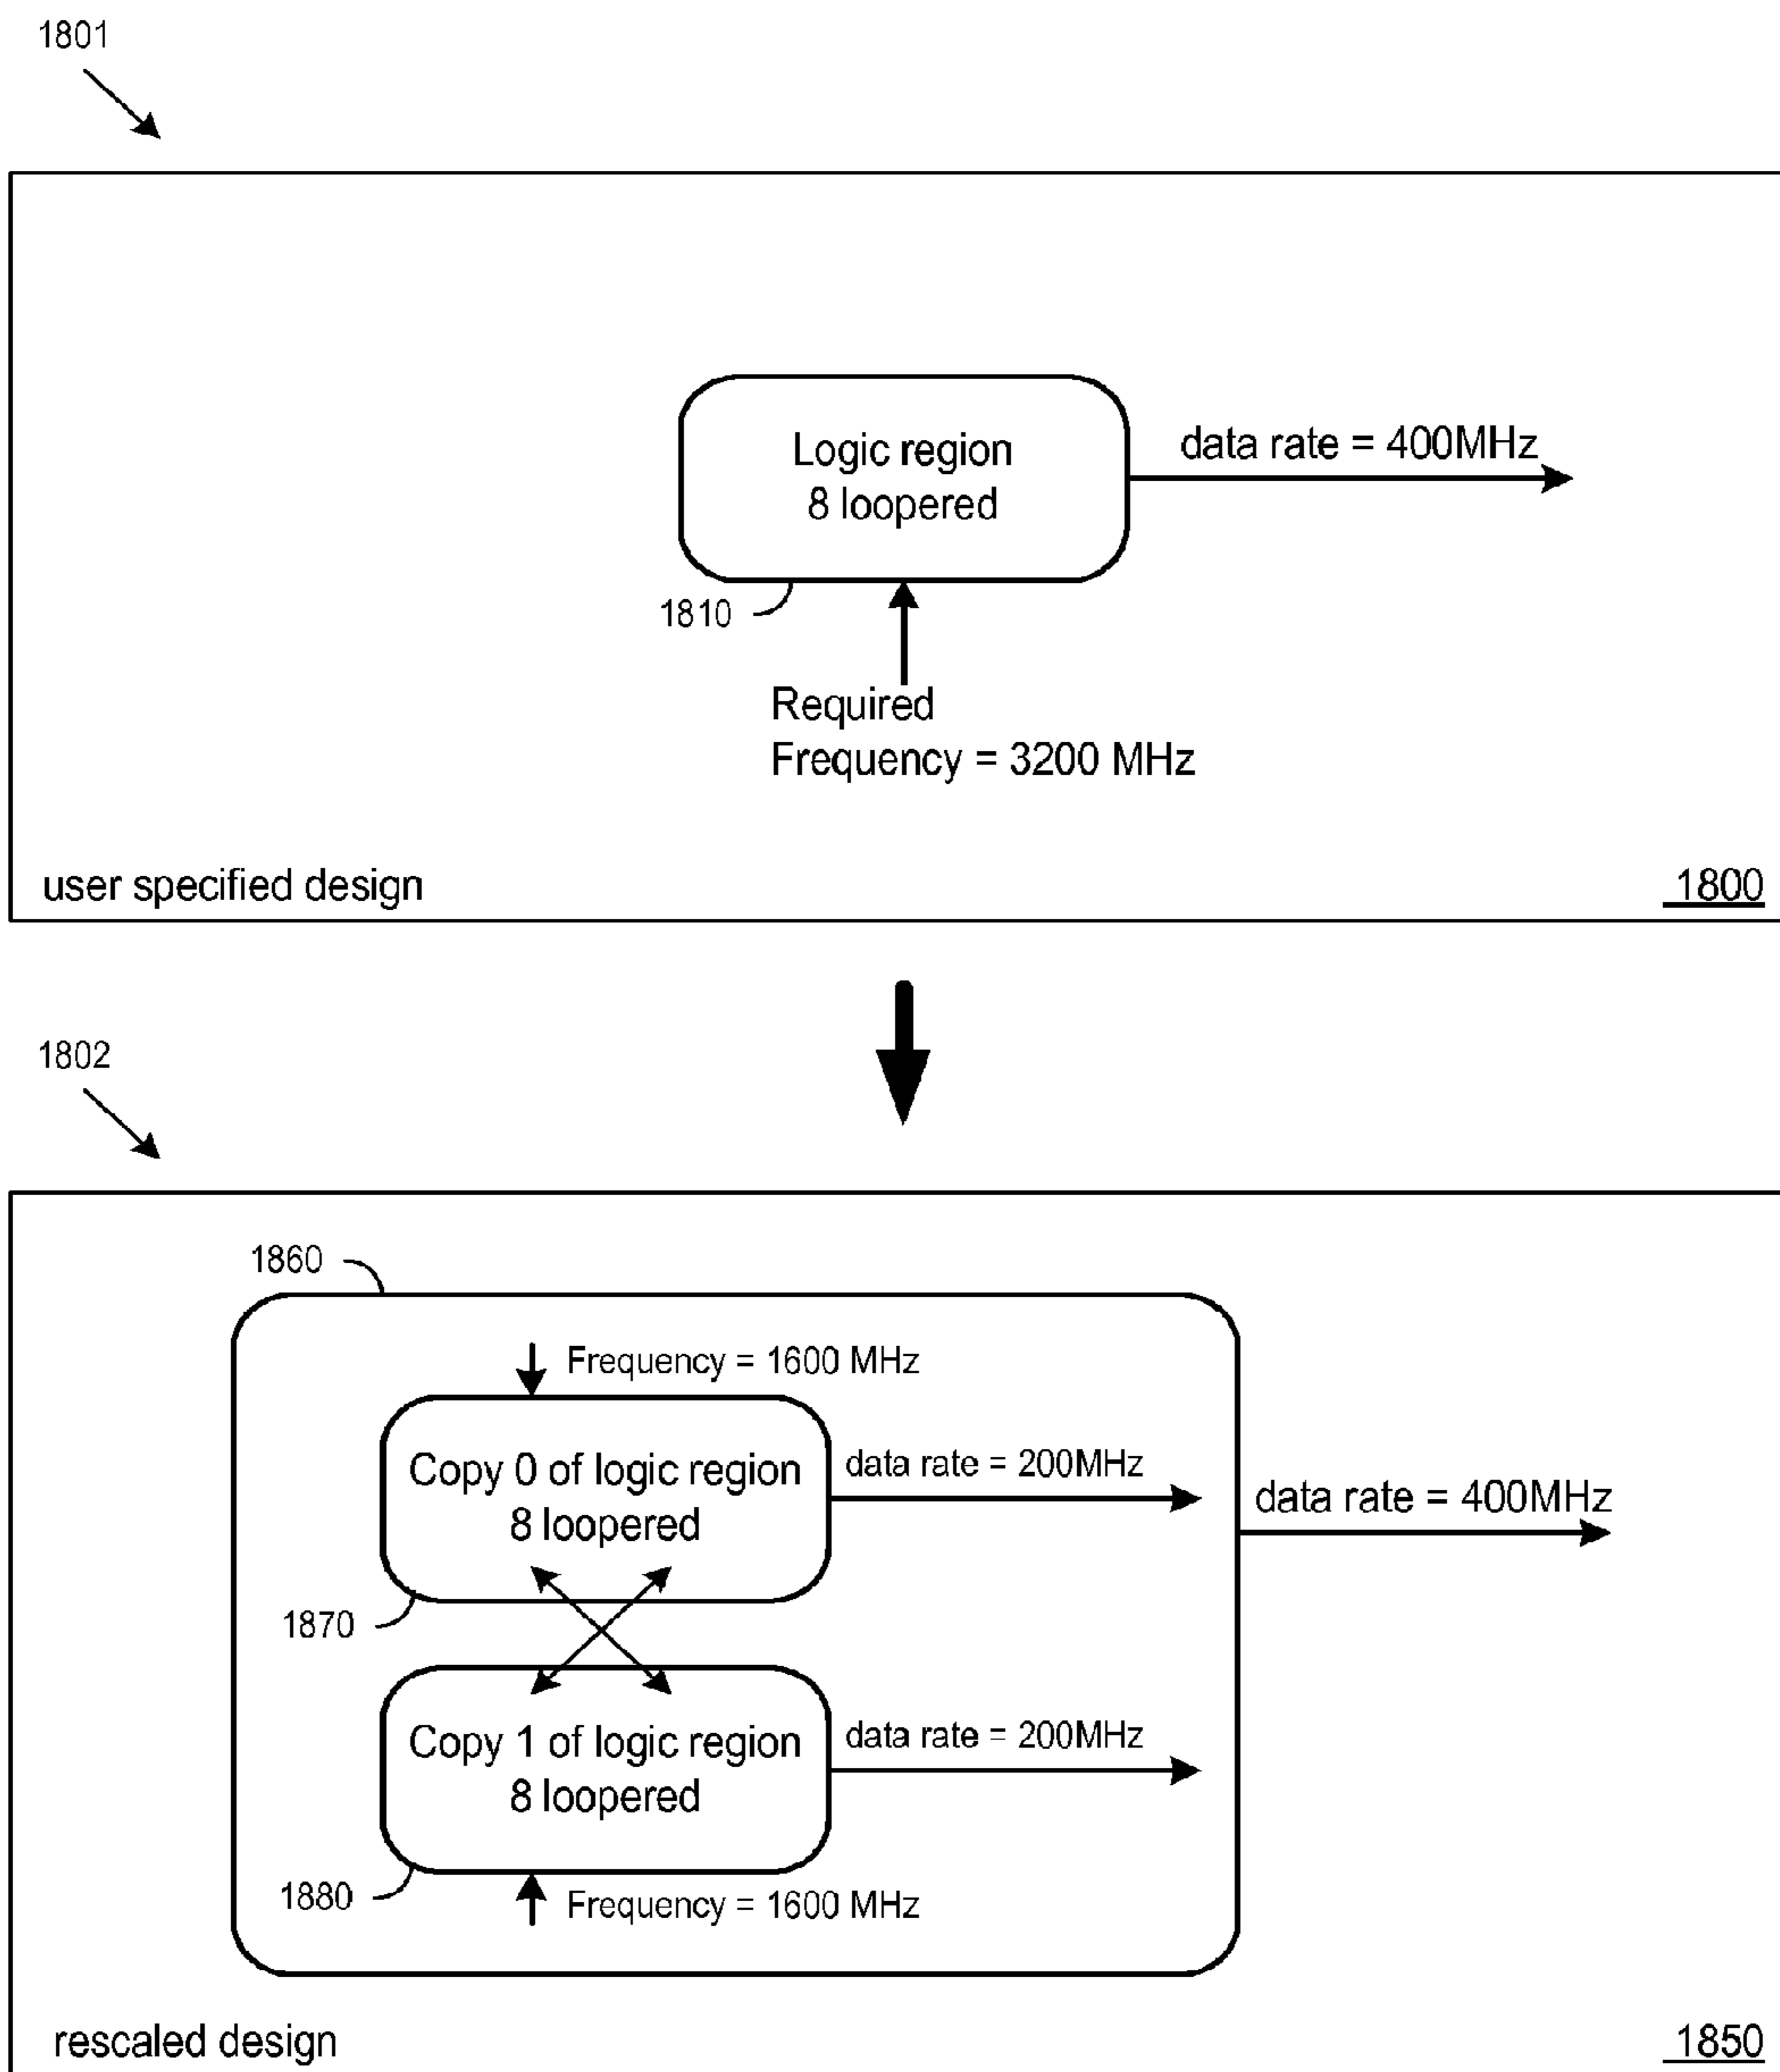 1801
Logic region
8 loopered
data rate = 400MHz
1810
Required
Frequency = 3200 MHz
user specified design
1800
1802
1860
Frequency = 1600 MHz
Copy 0 of logic region
8 loopered
data rate = 200MHz
data rate = 400MHz
1870
Copy 1 of logic region
8 loopered
data rate = 200MHz
1880
Frequency = 1600 MHz
rescaled design
1850